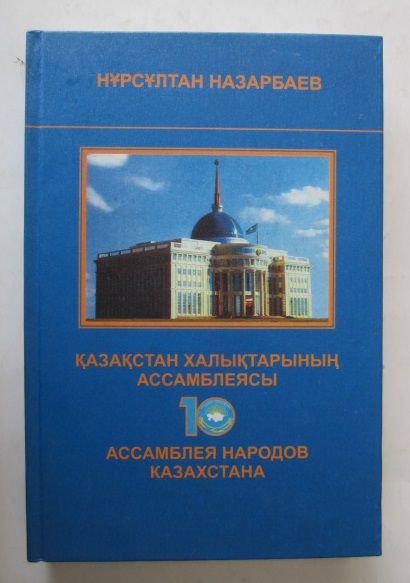 НҰРСҰЛТАН НАЗАРБАЕВ
ҚАЗАҚСТАН ХАЛЫҚТАРЫНЫҢ
АССАМБЛЕЯСЫ
10
АССАМБЛЕЯ НАРОДОВ
КАЗАХСТАНА